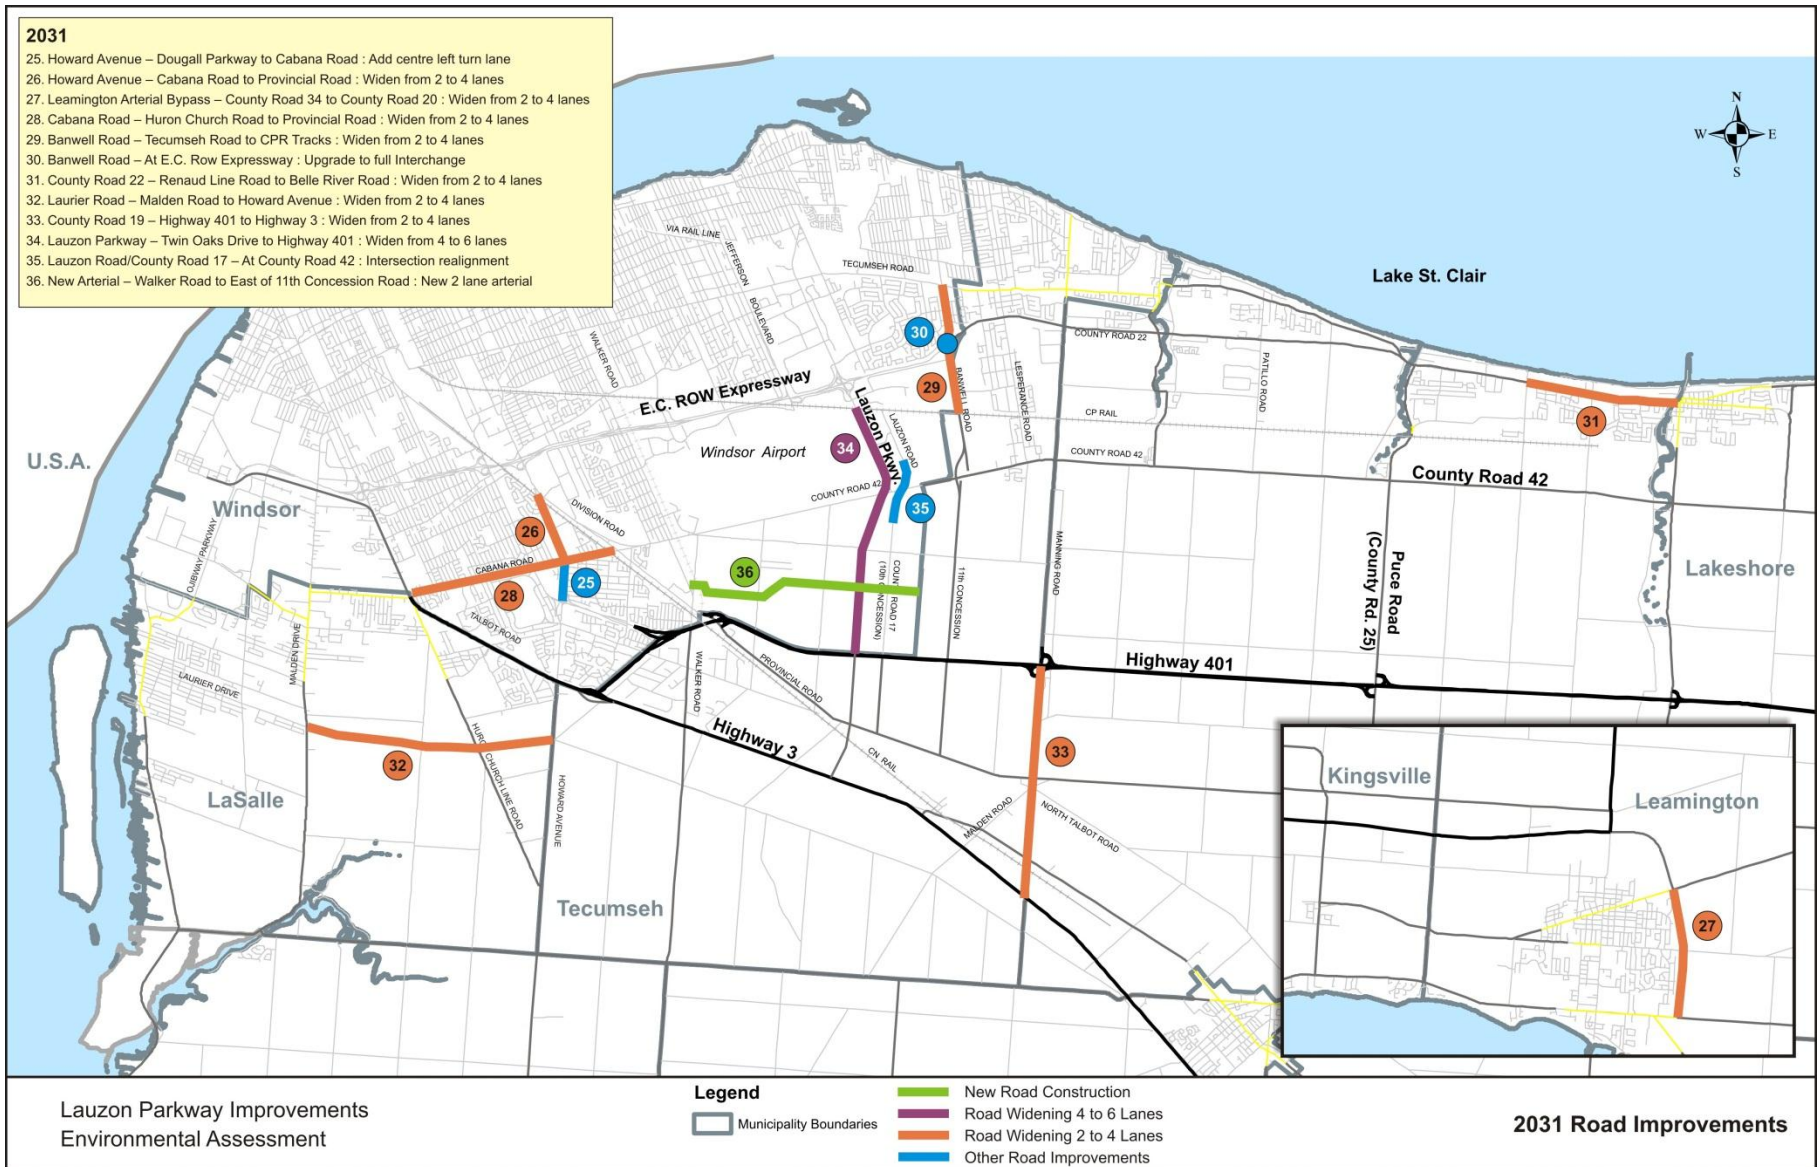 2031
25. Howard Avenue – Dougall Parkway to Cabana Road : Add centre left turn lane
26. Howard Avenue – Cabana Road to Provincial Road : Widen from 2 to 4 lanes
27. Leamington Arterial Bypass – County Road 34 to County Road 20 : Widen from 2 to 4 lanes
28. Cabana Road – Huron Church Road to Provincial Road : Widen from 2 to 4 lanes
29. Banwell Road – Tecumseh Road to CPR Tracks : Widen from 2 to 4 lanes
30. Banwell Road – At E.C. Row Expressway : Upgrade to full Interchange
31. County Road 22 – Renaud Line Road to Belle River Road : Widen from 2 to 4 lanes
32. Laurier Road – Malden Road to Howard Avenue : Widen from 2 to 4 lanes
33. County Road 19 – Highway 401 to Highway 3 : Widen from 2 to 4 lanes
34. Lauzon Parkway – Twin Oaks Drive to Highway 401 : Widen from 4 to 6 lanes
35. Lauzon Road/County Road 17 – At County Road 42 : Intersection realignment
36. New Arterial – Walker Road to East of 11th Concession Road : New 2 lane arterial
N
W E
S
VIA RAIL LINE
JEFFERSON
BOULEVARD
TECUMSEH ROAD
Lake St. Clair
WALKER ROAD
30
COUNTY ROAD 22
LESPERANCE ROAD
PATILLO ROAD
E.C. ROW Expressway
29
BANWELL ROAD
Lauzon Pkwy.
LAUZON ROAD
CP RAIL
31
34
Windsor Airport
COUNTY ROAD 42
COUNTY ROAD 42
County Road 42
U.S.A.
Windsor
OJIBWAY PARKWAY
DIVISION ROAD
26
35
CABANA ROAD
25
28
36
COUNTY ROAD 17
(10th CONCESSION)
11th CONCESSION
MANNING ROAD
Puce Road
(County Rd. 25)
Lakeshore
TALBOT ROAD
MALDEN DRIVE
LAURIER DRIVE
WALKER ROAD
PROVINCIAL ROAD
Highway 401
Highway 3
CN RAIL
32
33
HURON CHURCH LINE ROAD
HOWARD AVENUE
LaSalle
MALDEN ROAD
NORTH TALBOT ROAD
Tecumseh
Kingsville
Leamington
27
Lauzon Parkway Improvements
Environmental Assessment
Legend
Municipality Boundaries
New Road Construction
Road Widening 4 to 6 Lanes
Road Widening 2 to 4 Lanes
Other Road Improvements
2031 Road Improvements